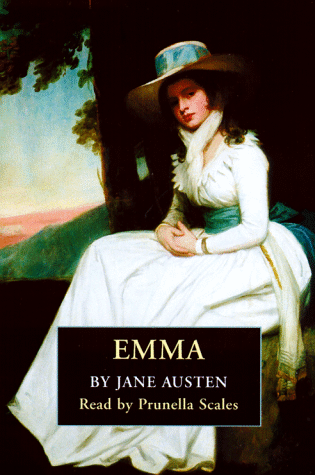 EMMA
BY JANE AUSTEN
Read by Prunella Scales